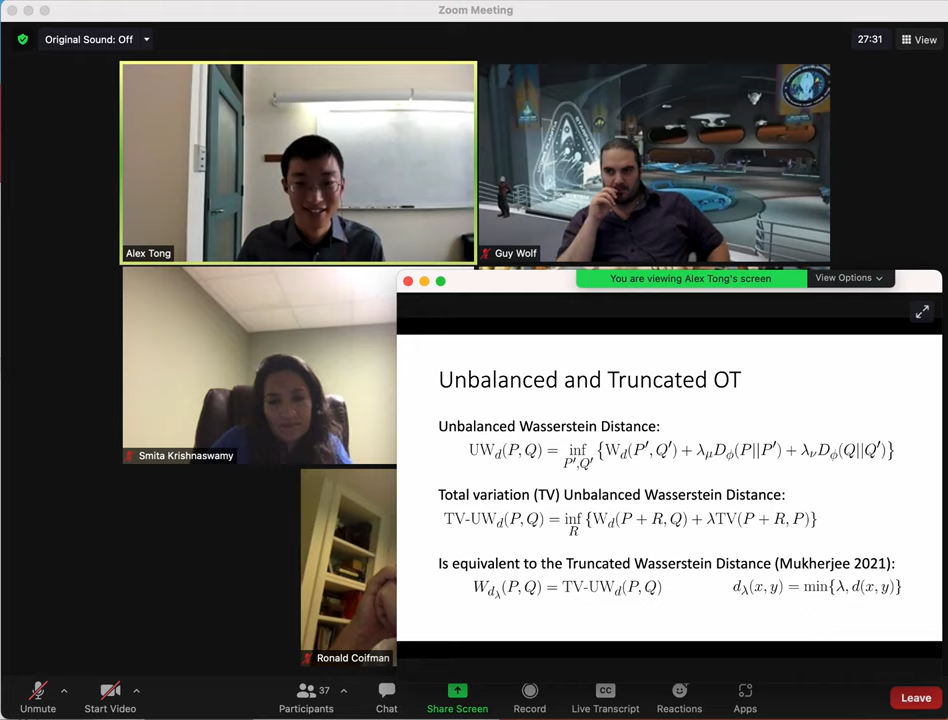 Zoom Meeting
Original Sound: Off
27:31
View
Alex Tong
Guy Wolf
You are viewing Alex Tong's screen
View Options
Smita Krishnaswamy
Unbalanced and Truncated OT
Unbalanced Wasserstein Distance:
UW_d(P, Q) = inf_{P′,Q′} {W_d(P′, Q′) + λ_μ D_ϕ(P||P′) + λ_ν D_ϕ(Q||Q′)}
Total variation (TV) Unbalanced Wasserstein Distance:
TV-UW_d(P, Q) = inf_R {W_d(P + R, Q) + λTV(P + R, P)}
Is equivalent to the Truncated Wasserstein Distance (Mukherjee 2021):
W_{d_λ}(P, Q) = TV-UW_d(P, Q) d_λ(x, y) = min{λ, d(x, y)}
Ronald Coifman
37
Unmute
Start Video
Participants
Chat
Share Screen
Record
CC
Live Transcript
Reactions
Apps
Leave